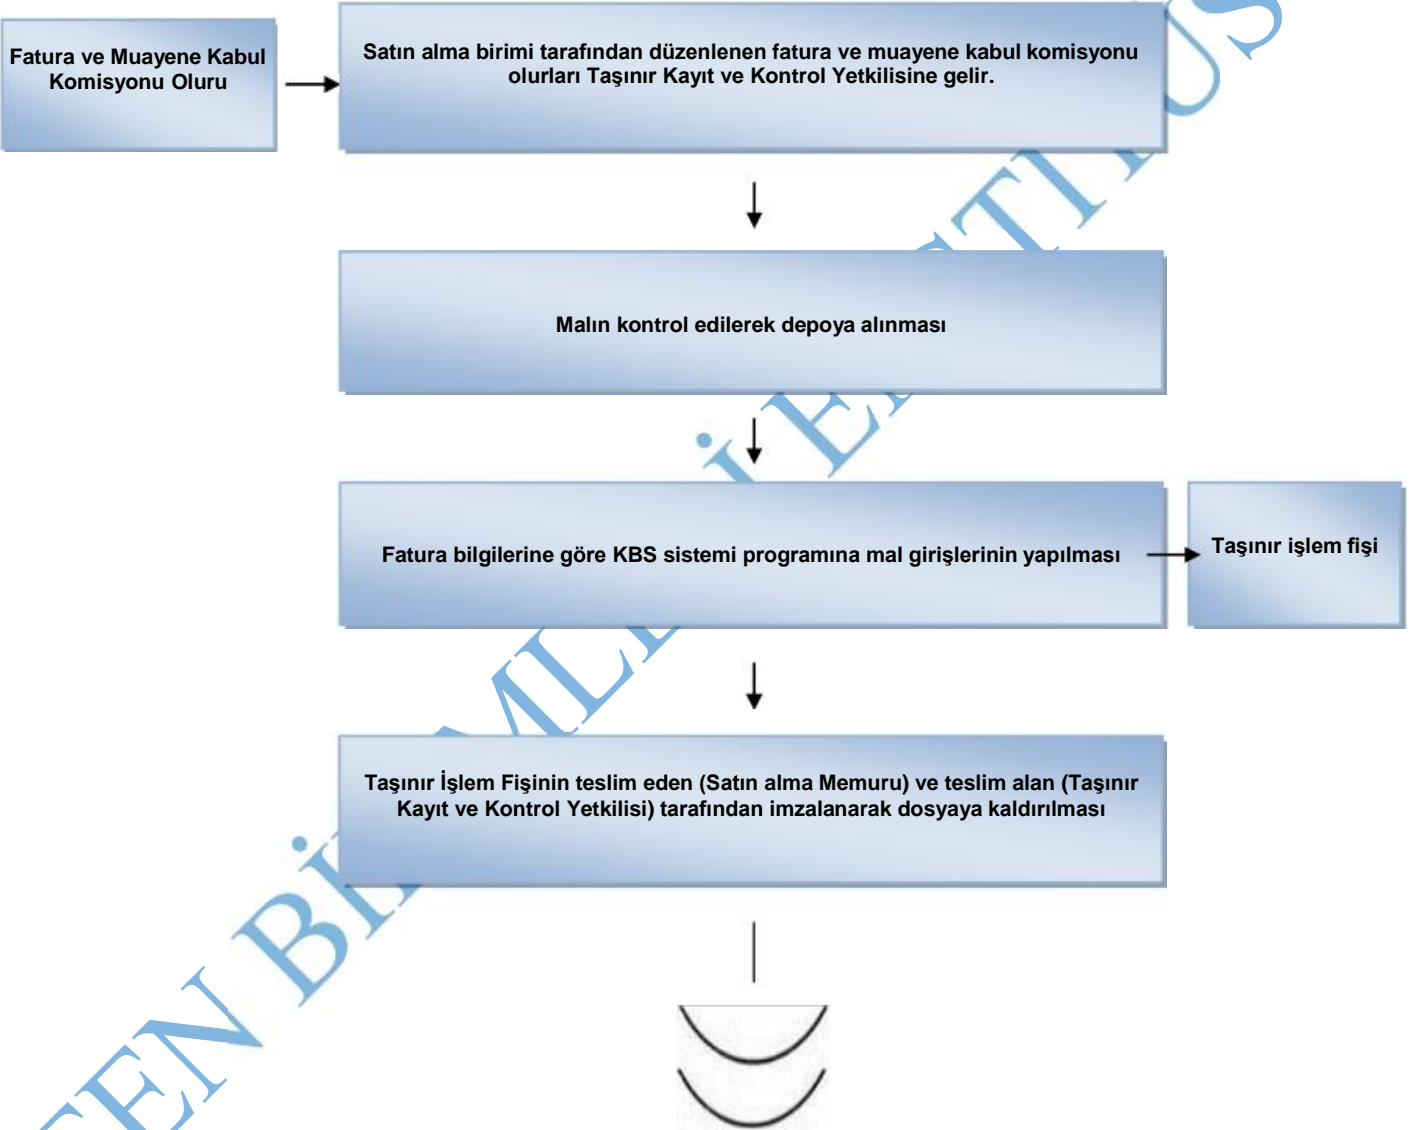 Fatura ve Muayene Kabul
Komisyonu Oluru
Satın alma birimi tarafından düzenlenen fatura ve muayene kabul komisyonu
olurları Taşınır Kayıt ve Kontrol Yetkilisine gelir.
Malın kontrol edilerek depoya alınması
Fatura bilgilerine göre KBS sistemi programına mal girişlerinin yapılması
Taşınır işlem fişi
Taşınır İşlem Fişinin teslim eden (Satın alma Memuru) ve teslim alan (Taşınır
Kayıt ve Kontrol Yetkilisi) tarafından imzalanarak dosyaya kaldırılması